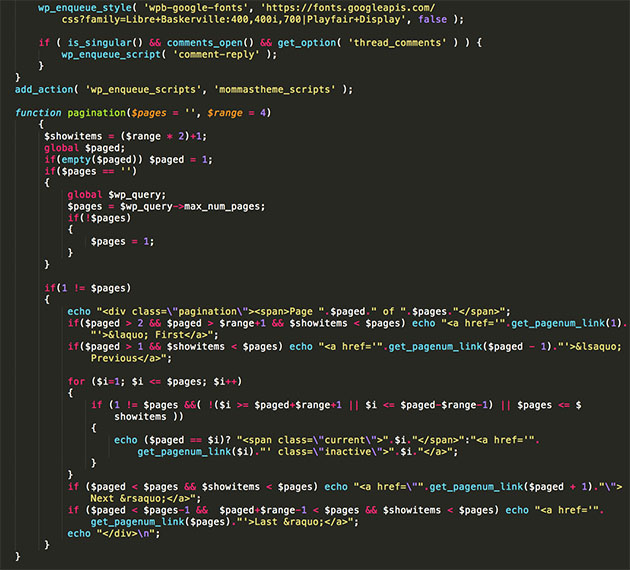 wp_enqueue_style( 'wpb-google-fonts', 'https://fonts.googleapis.com/
css?family=Libre+Baskerville:400,400i,700|Playfair+Display', false );
if ( is_singular() && comments_open() && get_option( 'thread_comments' ) ) {
wp_enqueue_script( 'comment-reply' );
}
}
add_action( 'wp_enqueue_scripts', 'mommastheme_scripts' );
function pagination($pages = '', $range = 4)
{
$showitems = ($range * 2)+1;
global $paged;
if(empty($paged)) $paged = 1;
if($pages == '')
{
global $wp_query;
$pages = $wp_query->max_num_pages;
if(!$pages)
{
$pages = 1;
}
}
if(1 != $pages)
{
echo "<div class=\"pagination\"><span>Page ".$paged." of ".$pages."</span>";
if($paged > 2 && $paged > $range+1 && $showitems < $pages) echo "<a href='".get_pagenum_link(1).
"'>&laquo; First</a>";
if($paged > 1 && $showitems < $pages) echo "<a href='".get_pagenum_link($paged - 1)."'>&lsaquo;
Previous</a>";
for ($i=1; $i <= $pages; $i++)
{
if (1 != $pages &&( !($i >= $paged+$range+1 || $i <= $paged-$range-1) || $pages <= $
showitems ))
{
echo ($paged == $i)? "<span class=\"current\">".$i."</span>":"<a href='".
get_pagenum_link($i)."' class=\"inactive\">".$i."</a>";
}
}
if ($paged < $pages && $showitems < $pages) echo "<a href=\"".get_pagenum_link($paged + 1)."\">
Next &rsaquo;</a>";
if ($paged < $pages-1 &&  $paged+$range-1 < $pages && $showitems < $pages) echo "<a href='".
get_pagenum_link($pages)."'>Last &raquo;</a>";
echo "</div>\n";
}
}